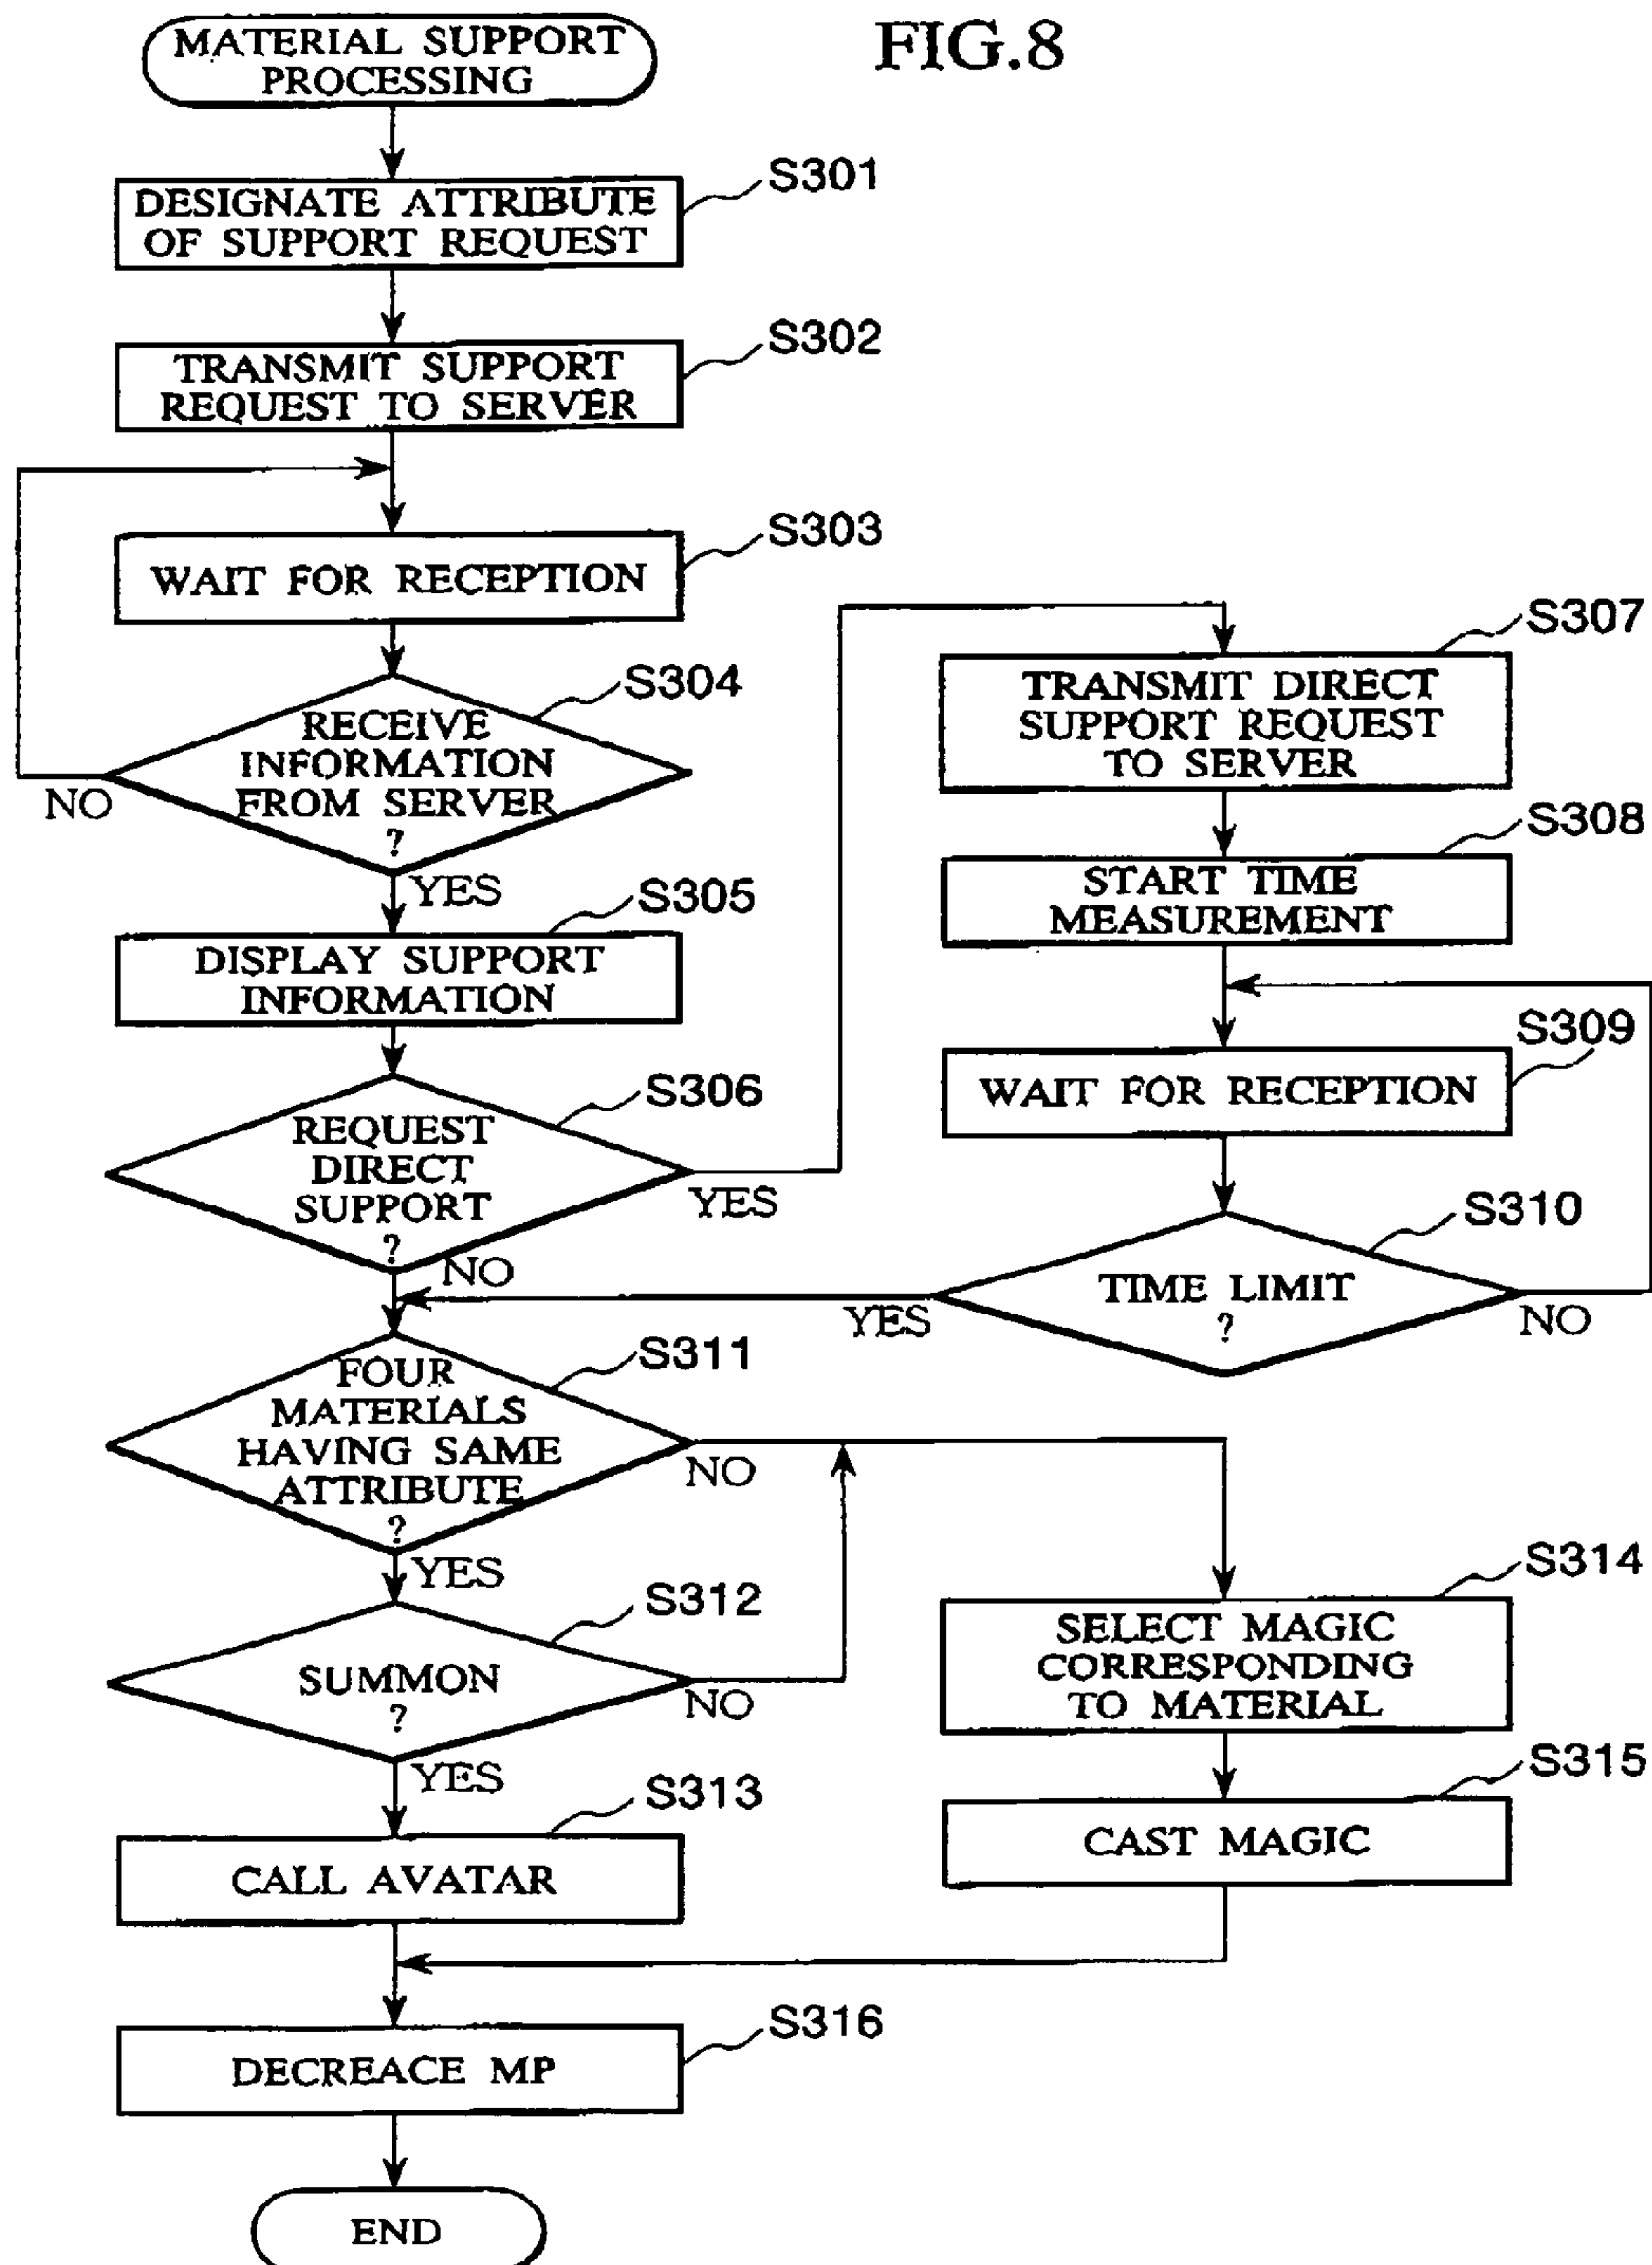 FIG.8
MATERIAL SUPPORT
PROCESSING
S301
DESIGNATE ATTRIBUTE
OF SUPPORT REQUEST
S302
TRANSMIT SUPPORT
REQUEST TO SERVER
S303
WAIT FOR RECEPTION
S304
RECEIVE
INFORMATION
FROM SERVER
?
NO
YES
S305
DISPLAY SUPPORT
INFORMATION
S306
REQUEST
DIRECT
SUPPORT
?
YES
NO
S307
TRANSMIT DIRECT
SUPPORT REQUEST
TO SERVER
S308
START TIME
MEASUREMENT
S309
WAIT FOR RECEPTION
S310
TIME LIMIT
?
YES
NO
S311
FOUR
MATERIALS
HAVING SAME
ATTRIBUTE
?
NO
YES
S312
SUMMON
?
NO
YES
S313
CALL AVATAR
S314
SELECT MAGIC
CORRESPONDING
TO MATERIAL
S315
CAST MAGIC
S316
DECREACE MP
END